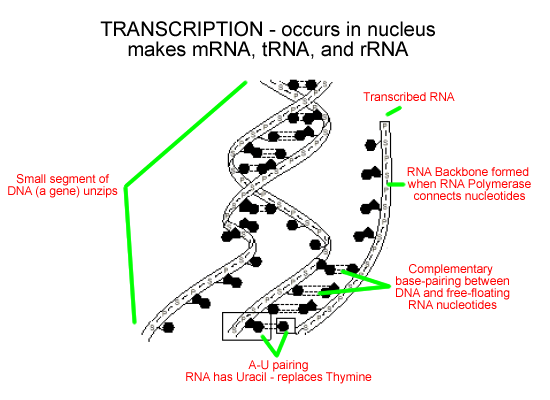 TRANSCRIPTION - occurs in nucleus
makes mRNA, tRNA, and rRNA
Transcribed RNA
Small segment of
DNA (a gene) unzips
RNA Backbone formed
when RNA Polymerase
connects nucleotides
Complementary
base-pairing between
DNA and free-floating
RNA nucleotides
A-U pairing
RNA has Uracil - replaces Thymine